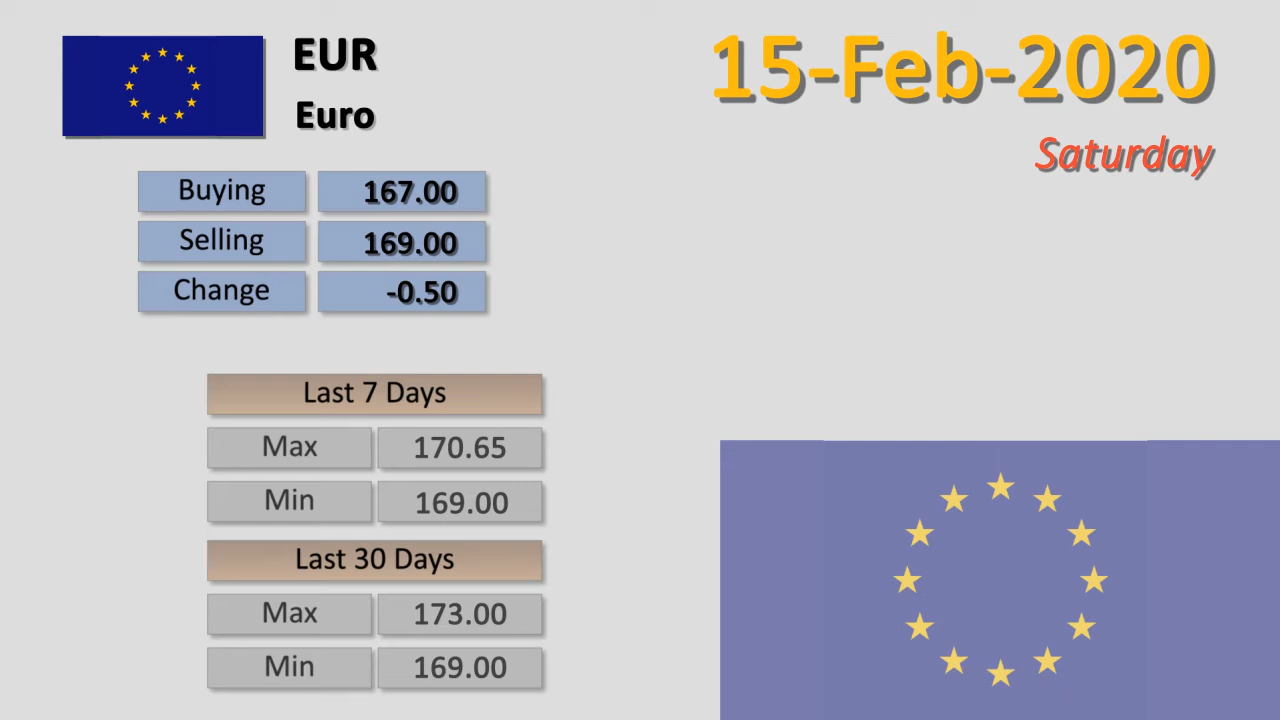 EUR
Euro
15-Feb-2020
Saturday
Buying 167.00
Selling 169.00
Change -0.50
Last 7 Days
Max 170.65
Min 169.00
Last 30 Days
Max 173.00
Min 169.00